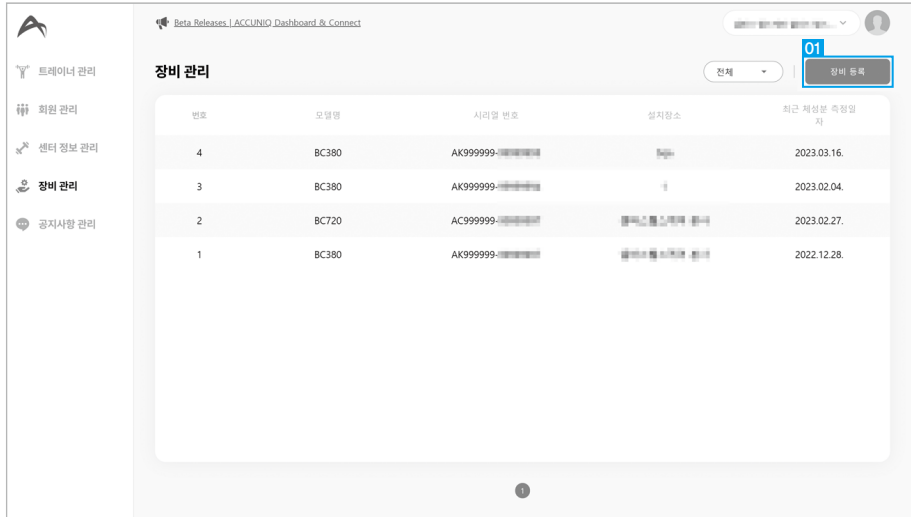 Beta Releases | ACCUNIQ Dashboard & Connect
01
트레이너 관리
회원 관리
센터 정보 관리
장비 관리
공지사항 관리
장비 관리
전체
장비 등록
번호 모델명 시리얼 번호 설치장소 최근 체성분 측정일
자
4 BC380 AK999999- 2023.03.16.
3 BC380 AK999999- 2023.02.04.
2 BC720 AC999999- 2023.02.27.
1 BC380 AK999999- 2022.12.28.
1